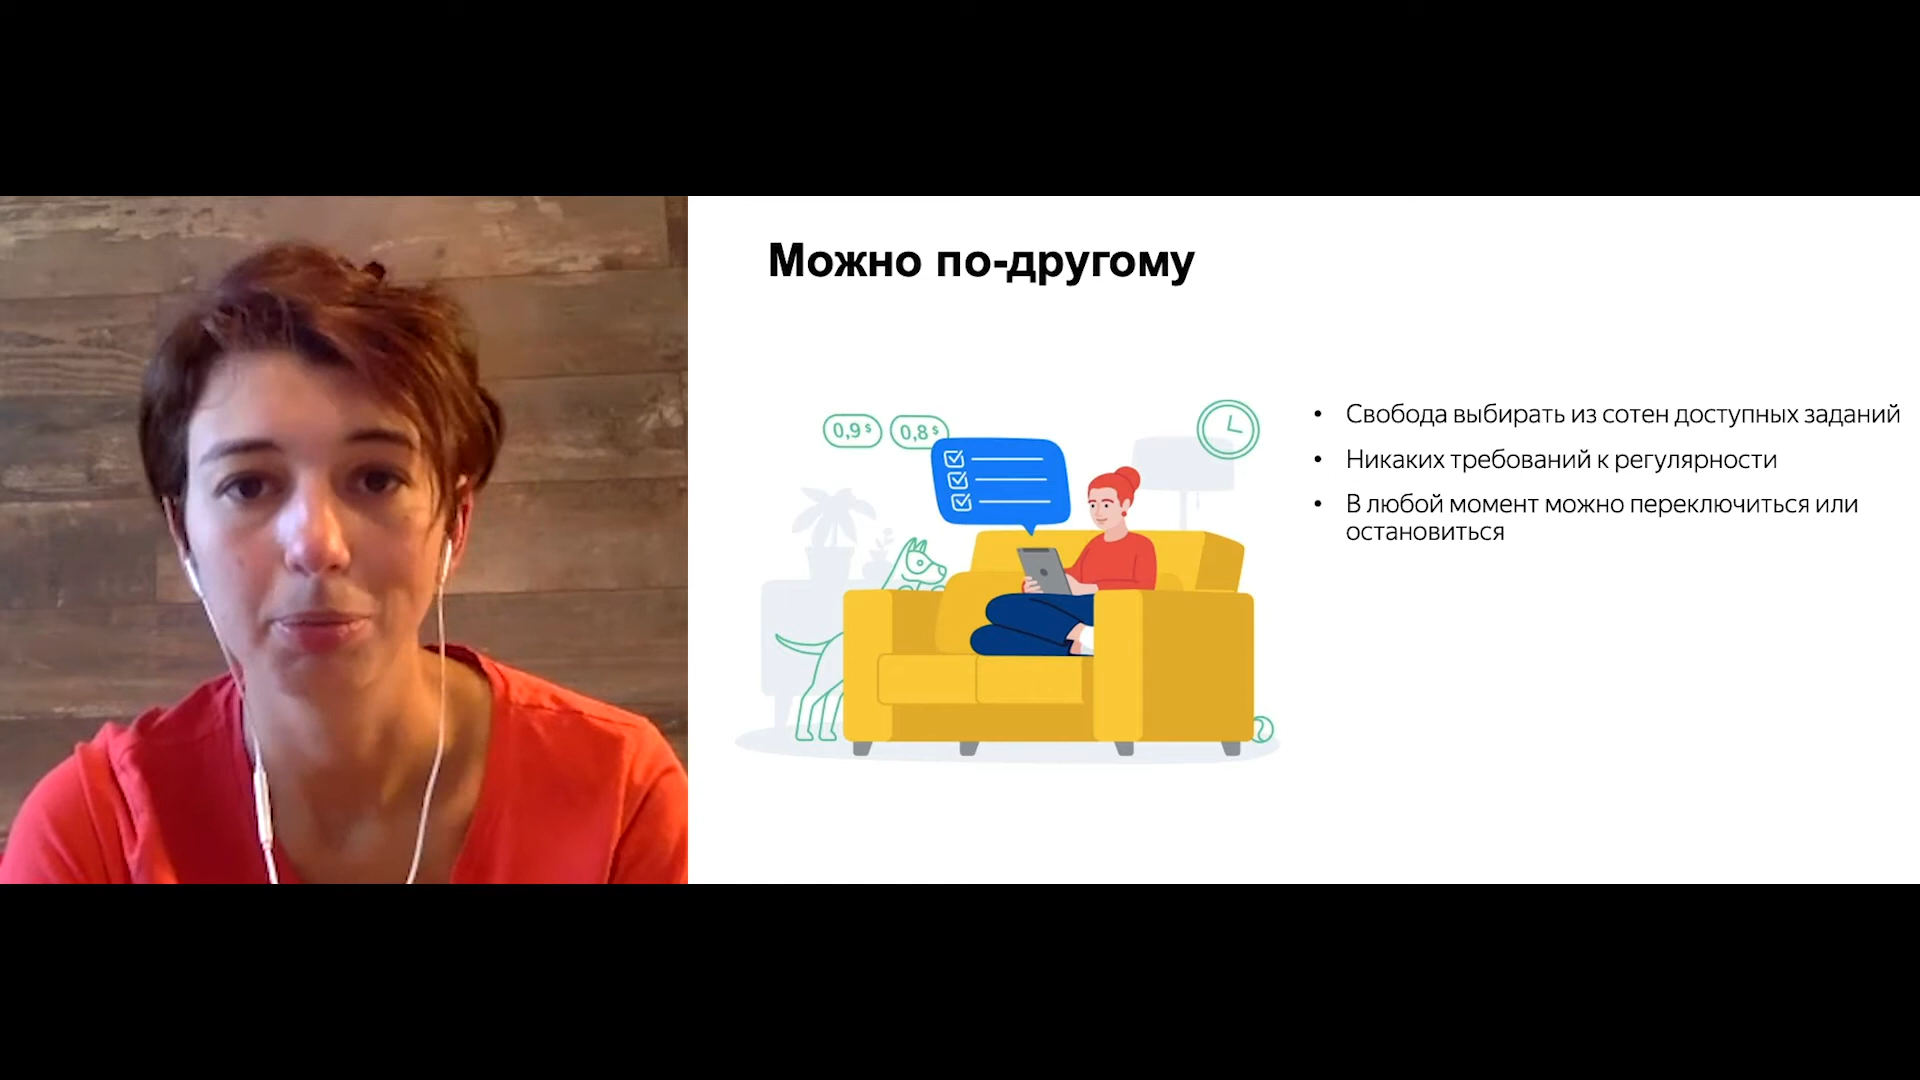 Можно по-другому
0,9 $
0,8 $
• Свобода выбирать из сотен доступных заданий
• Никаких требований к регулярности
• В любой момент можно переключиться или
остановиться